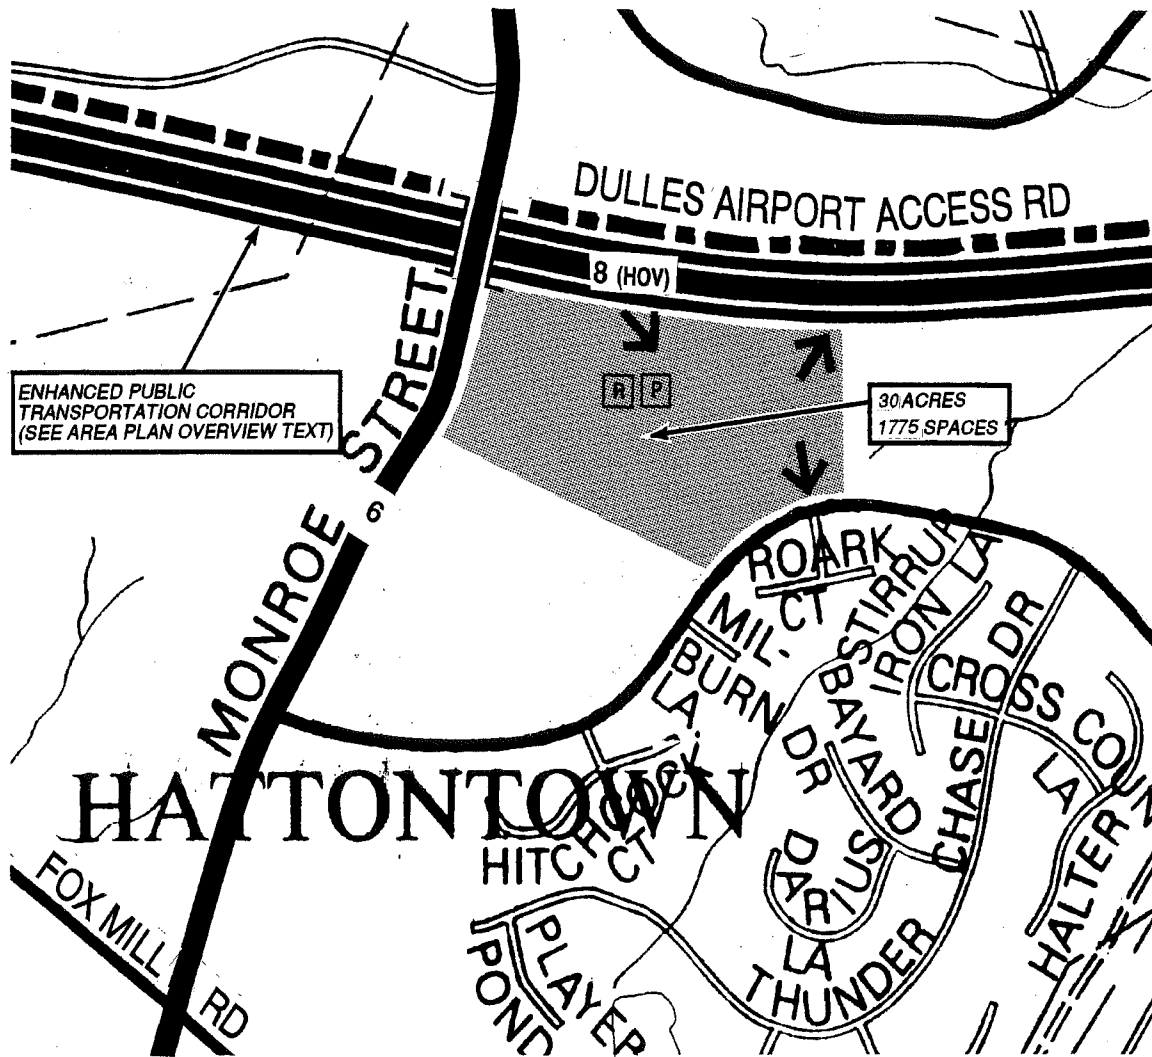 DULLES AIRPORT ACCESS RD
8 (HOV)
MONROE STREET
6
ENHANCED PUBLIC
TRANSPORTATION CORRIDOR
(SEE AREA PLAN OVERVIEW TEXT)
R P
30 ACRES
1775 SPACES
ROARK
CT
STIRRUP
IRON LA
MIL.
BURN
LA.
BAYARD
DR
CROSS COUN
LA
CHASE DR
HATTONTOWN
HITCHCOCK
CT
DARIUS
LA
THUNDER
HALTER
FOX MILL RD
PLAYER
POND